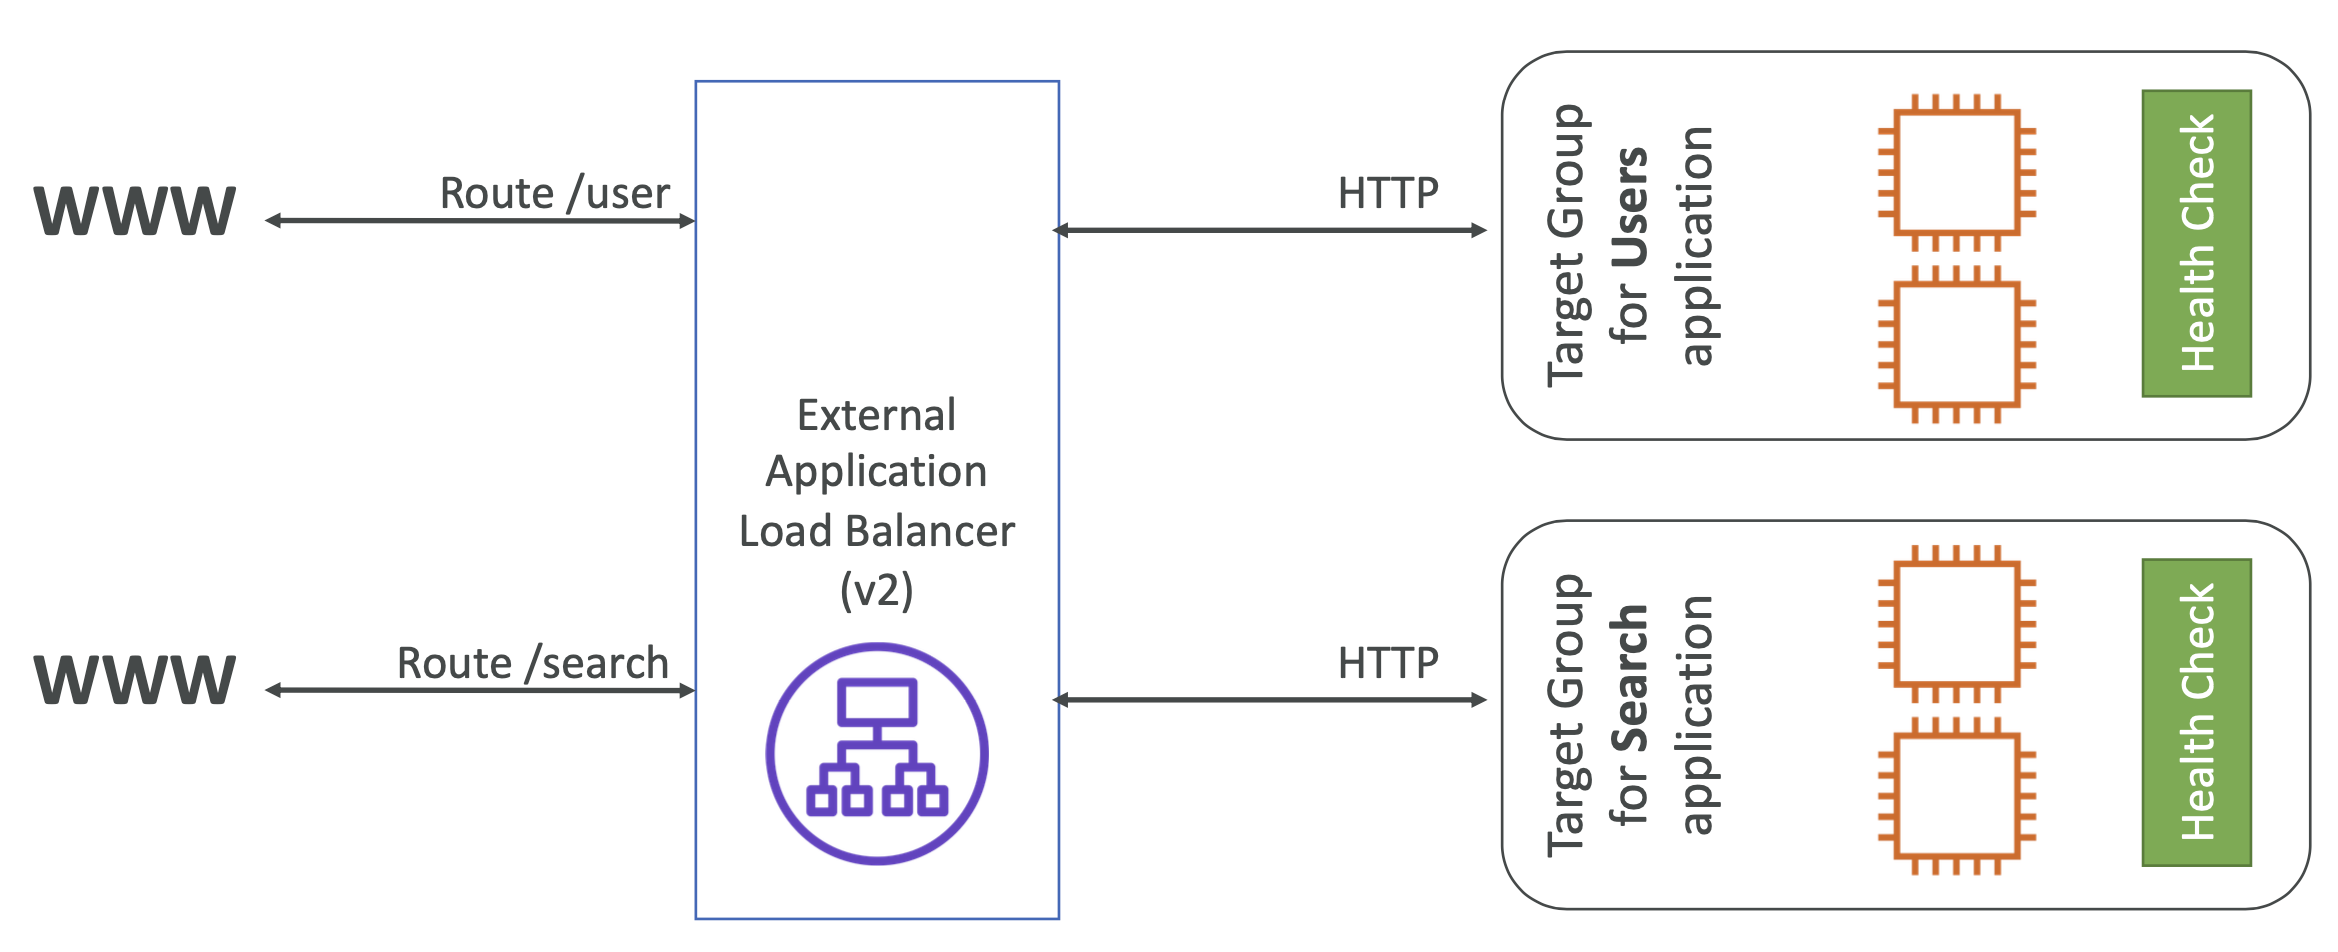 WWW
Route /user
HTTP
Target Group
for Users
application
Health Check
External
Application
Load Balancer
(v2)
WWW
Route /search
HTTP
Target Group
for Search
application
Health Check